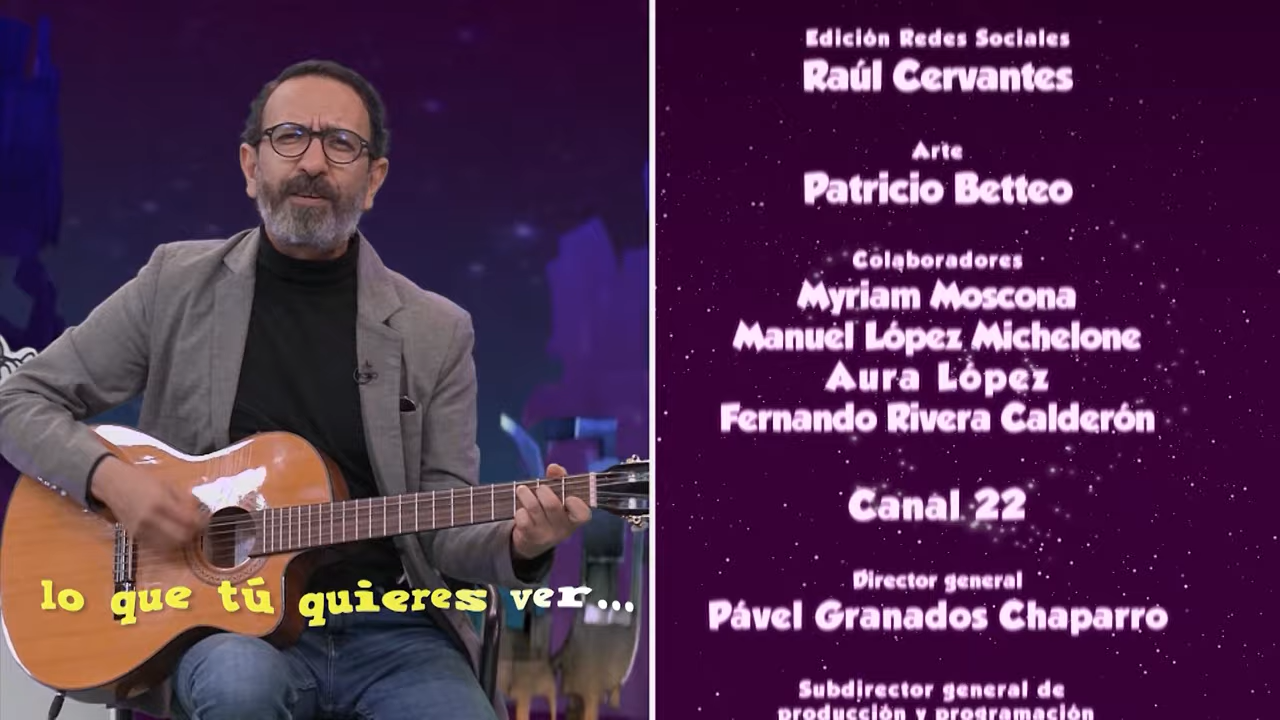 lo que tú quieres ver...
Edición Redes Sociales
Raúl Cervantes
Arte
Patricio Betteo
Colaboradores
Myriam Moscona
Manuel López Michelone
Aura López
Fernando Rivera Calderón
Canal 22
Director general
Pável Granados Chaparro
Subdirector general de
producción y programación